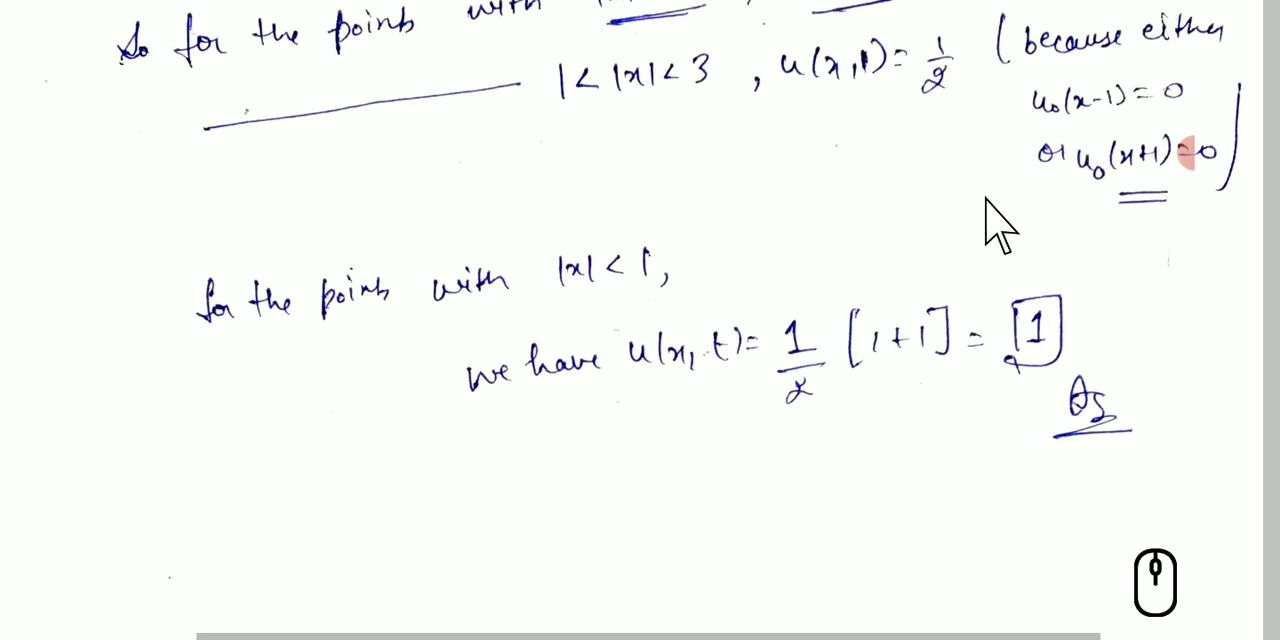 So for the points with
1<|x|<3, u(x,1)=1/2 (because either
u₀(x-1)=0
or u₀(x+1)=0)
for the points with |x|<1,
we have u(x,t)=1/2 [1+1]=1